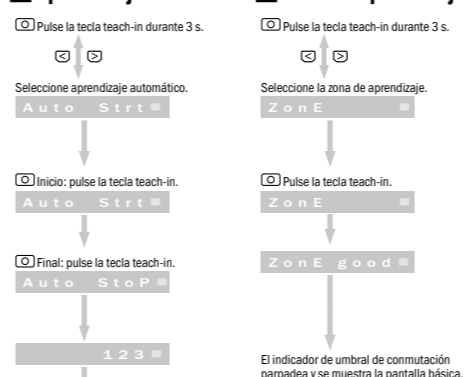 Pulse la tecla teach-in durante 3 s.
< >
Seleccione aprendizaje automático.
Auto Strt
Inicio: pulse la tecla teach-in.
Auto Strt
Final: pulse la tecla teach-in.
Auto StoP
123
Pulse la tecla teach-in durante 3 s.
< >
Seleccione la zona de aprendizaje.
ZonE
Pulse la tecla teach-in.
ZonE
ZonE good
El indicador de umbral de conmutación
parpadea y se muestra la pantalla básica.